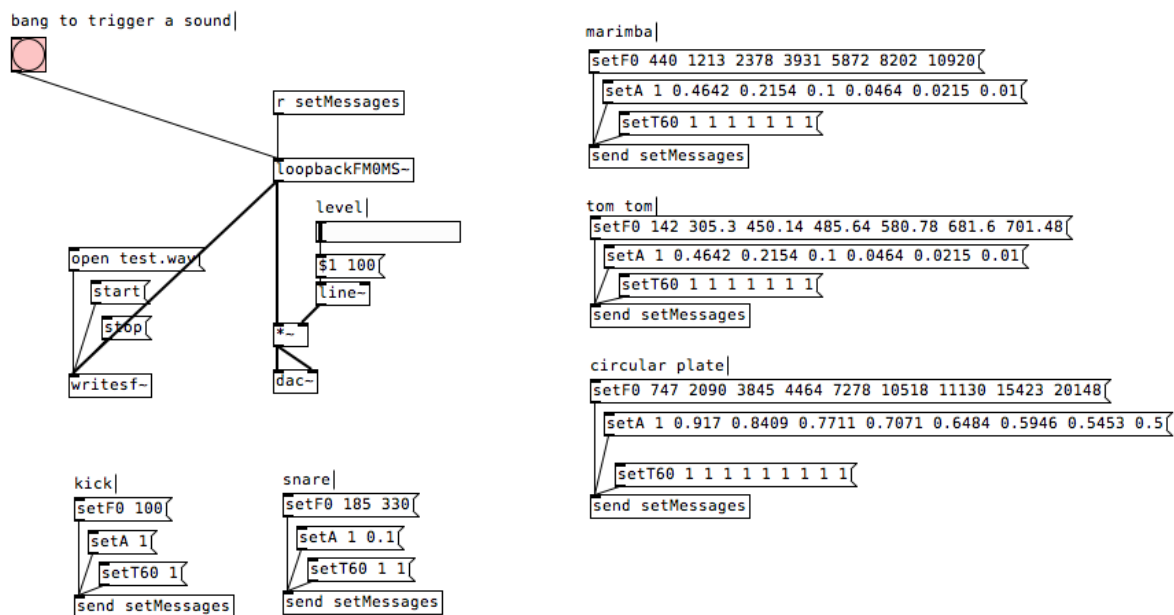 bang to trigger a sound
r setMessages
loopbackFM0MS~
level
open test.wav
$1 100
start
line~
stop
*~
writesf~
dac~
kick
setF0 100
setA 1
setT60 1
send setMessages
snare
setF0 185 330
setA 1 0.1
setT60 1 1
send setMessages
marimba
setF0 440 1213 2378 3931 5872 8202 10920
setA 1 0.4642 0.2154 0.1 0.0464 0.0215 0.01
setT60 1 1 1 1 1 1 1
send setMessages
tom tom
setF0 142 305.3 450.14 485.64 580.78 681.6 701.48
setA 1 0.4642 0.2154 0.1 0.0464 0.0215 0.01
setT60 1 1 1 1 1 1 1
send setMessages
circular plate
setF0 747 2090 3845 4464 7278 10518 11130 15423 20148
setA 1 0.917 0.8409 0.7711 0.7071 0.6484 0.5946 0.5453 0.5
setT60 1 1 1 1 1 1 1 1 1
send setMessages